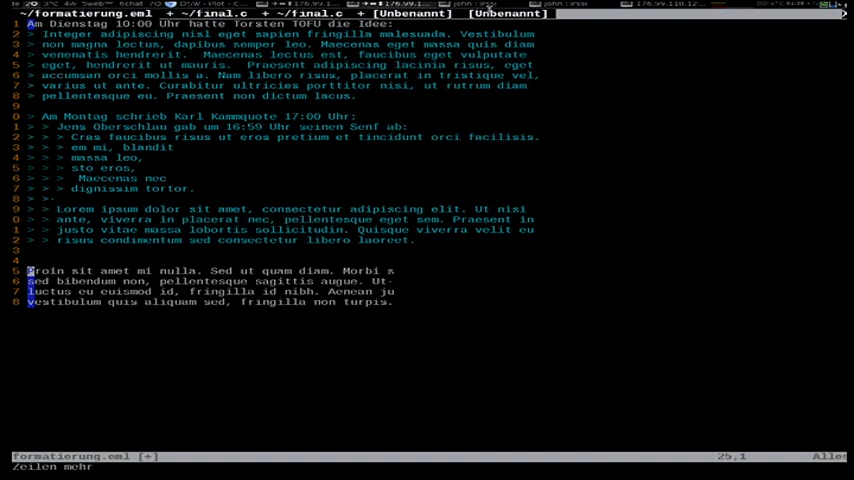 ~/formatierung.eml + ~/final.c + ~/final.c + [Unbenannt] [Unbenannt] X
1 Am Dienstag 10:00 Uhr hatte Torsten TOFU die Idee:
2 > Integer adipiscing nisl eget sapien fringilla malesuada. Vestibulum
3 > non magna lectus, dapibus semper leo. Maecenas eget massa quis diam
4 > venenatis hendrerit. Maecenas lectus est, faucibus eget vulputate
5 > eget, hendrerit ut mauris. Praesent adipiscing lacinia risus, eget
6 > accumsan orci mollis a. Nam libero risus, placerat in tristique vel,
7 > varius ut ante. Curabitur ultricies porttitor nisi, ut rutrum diam
8 > pellentesque eu. Praesent non dictum lacus.
9
0 > Am Montag schrieb Karl Kammquote 17:00 Uhr:
1 > > Jens Oberschlau gab um 16:59 Uhr seinen Senf ab:
2 > > > Cras faucibus risus ut eros pretium et tincidunt orci facilisis.
3 > > > em mi, blandit
4 > > > massa leo,
5 > > > sto eros,
6 > > > Maecenas nec
7 > > > dignissim tortor.
8 > >
9 > > Lorem ipsum dolor sit amet, consectetur adipiscing elit. Ut nisi
0 > > ante, viverra in placerat nec, pellentesque eget sem. Praesent in
1 > > justo vitae massa lobortis sollicitudin. Quisque viverra velit eu
2 > > risus condimentum sed consectetur libero laoreet.
3
4
5 Proin sit amet mi nulla. Sed ut quam diam. Morbi s
6 sed bibendum non, pellentesque sagittis augue. Ut
7 luctus eu euismod id, fringilla id nibh. Aenean ju
8 vestibulum quis aliquam sed, fringilla non turpis.
formatierung.eml [+] 25,1 Alles
Zeilen mehr